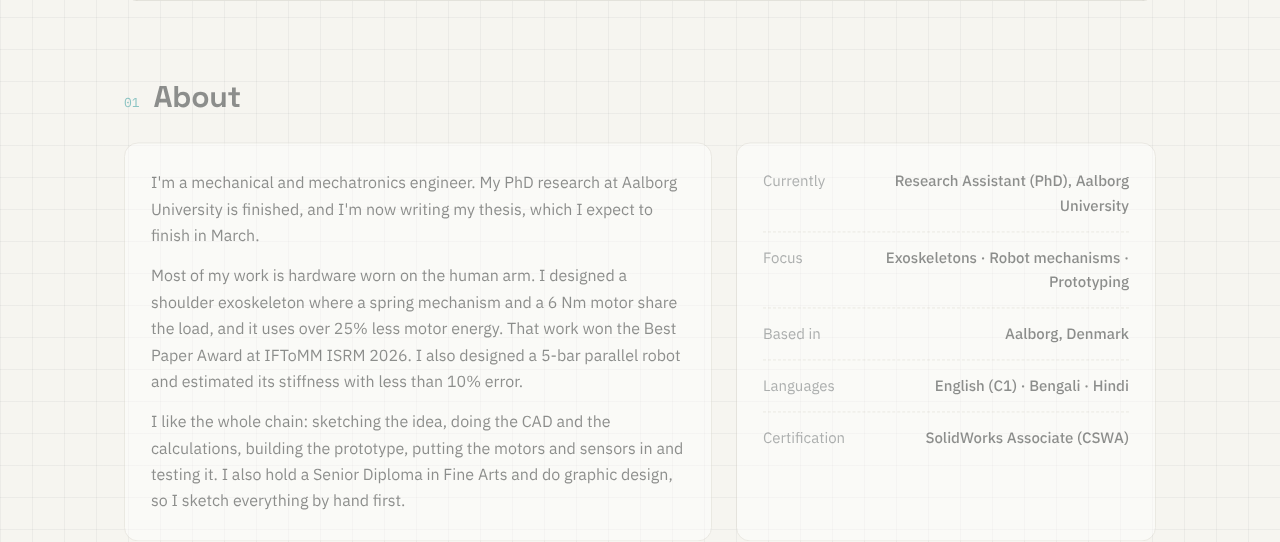 01 About
I'm a mechanical and mechatronics engineer. My PhD research at Aalborg
University is finished, and I'm now writing my thesis, which I expect to
finish in March.
Most of my work is hardware worn on the human arm. I designed a
shoulder exoskeleton where a spring mechanism and a 6 Nm motor share
the load, and it uses over 25% less motor energy. That work won the Best
Paper Award at IFToMM ISRM 2026. I also designed a 5-bar parallel robot
and estimated its stiffness with less than 10% error.
I like the whole chain: sketching the idea, doing the CAD and the
calculations, building the prototype, putting the motors and sensors in and
testing it. I also hold a Senior Diploma in Fine Arts and do graphic design,
so I sketch everything by hand first.
Currently Research Assistant (PhD), Aalborg
University
Focus Exoskeletons · Robot mechanisms ·
Prototyping
Based in Aalborg, Denmark
Languages English (C1) · Bengali · Hindi
Certification SolidWorks Associate (CSWA)